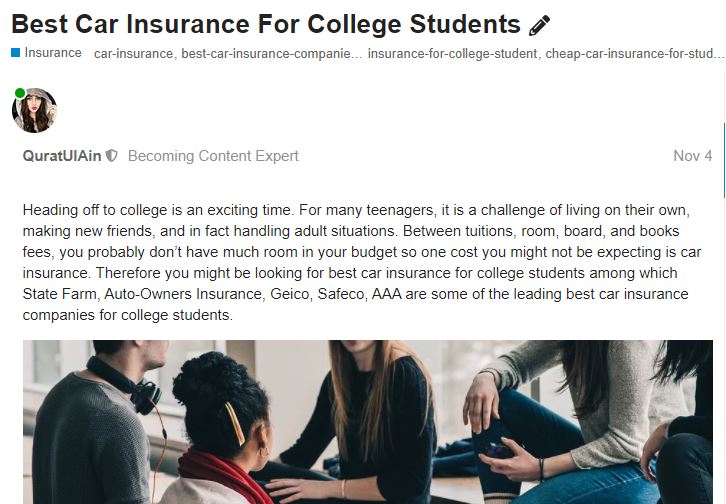 Best Car Insurance For College Students
Insurance car-insurance, best-car-insurance-companie... insurance-for-college-student, cheap-car-insurance-for-stud...
QuratUlAin Becoming Content Expert Nov 4
Heading off to college is an exciting time. For many teenagers, it is a challenge of living on their own,
making new friends, and in fact handling adult situations. Between tuitions, room, board, and books
fees, you probably don’t have much room in your budget so one cost you might not be expecting is car
insurance. Therefore you might be looking for best car insurance for college students among which
State Farm, Auto-Owners Insurance, Geico, Safeco, AAA are some of the leading best car insurance
companies for college students.